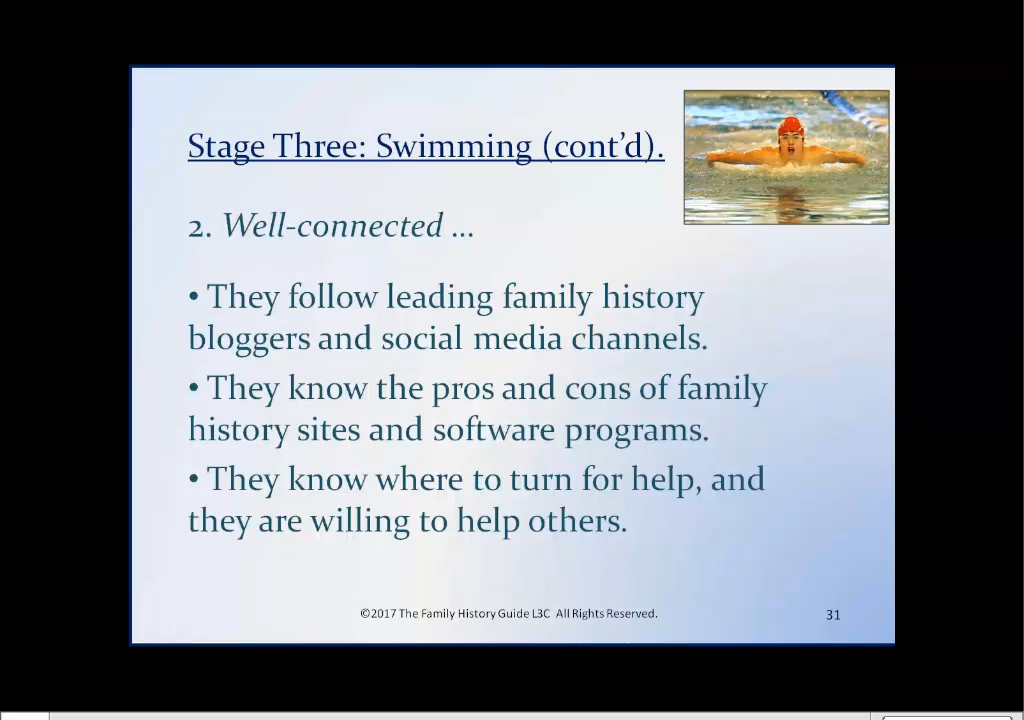 Stage Three: Swimming (cont’d).
2. Well-connected …
• They follow leading family history
bloggers and social media channels.
• They know the pros and cons of family
history sites and software programs.
• They know where to turn for help, and
they are willing to help others.
©2017 The Family History Guide L3C All Rights Reserved.
31